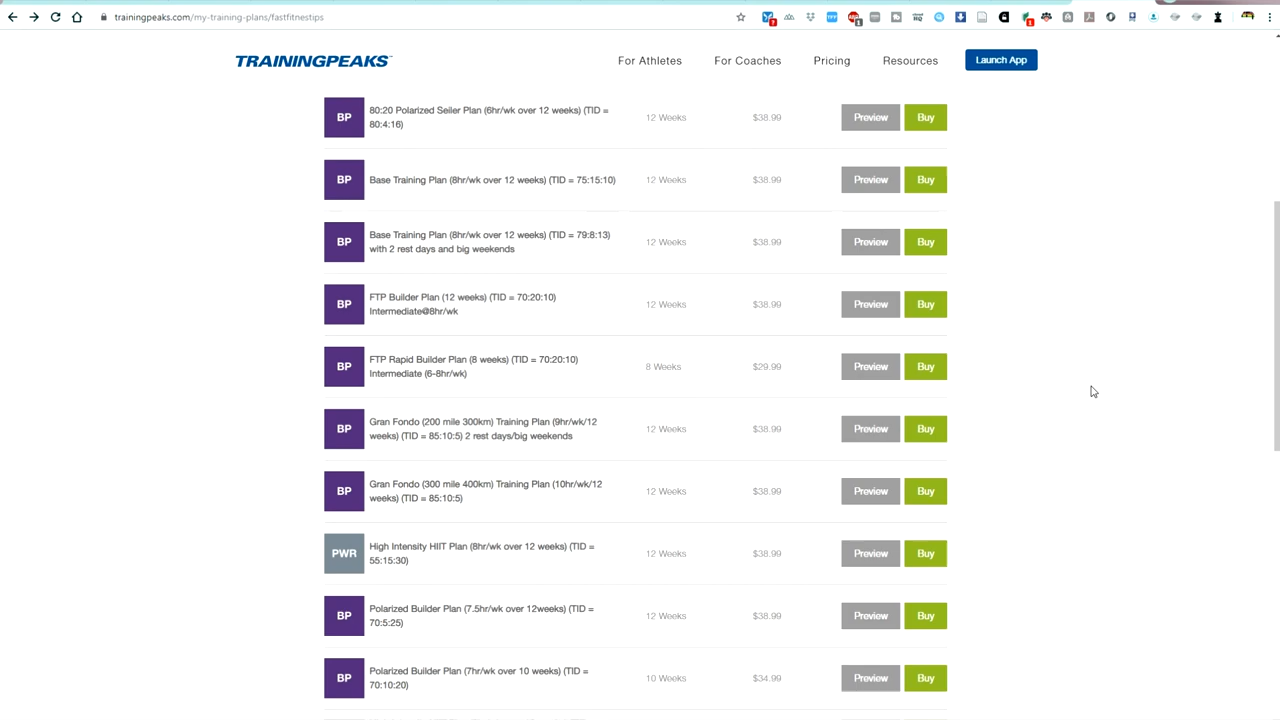 trainingpeaks.com/my-training-plans/fastfitnestips
TRAININGPEAKS
For Athletes
For Coaches
Pricing
Resources
Launch App
BP
80:20 Polarized Seiler Plan (6hr/wk over 12 weeks) (TID =
80:4:16)
12 Weeks
$38.99
Preview
Buy
BP
Base Training Plan (8hr/wk over 12 weeks) (TID = 75:15:10)
12 Weeks
$38.99
Preview
Buy
BP
Base Training Plan (8hr/wk over 12 weeks) (TID = 79:8:13)
with 2 rest days and big weekends
12 Weeks
$38.99
Preview
Buy
BP
FTP Builder Plan (12 weeks) (TID = 70:20:10)
Intermediate@8hr/wk
12 Weeks
$38.99
Preview
Buy
BP
FTP Rapid Builder Plan (8 weeks) (TID = 70:20:10)
Intermediate (6-8hr/wk)
8 Weeks
$29.99
Preview
Buy
BP
Gran Fondo (200 mile 300km) Training Plan (9hr/wk/12
weeks) (TID = 85:10:5) 2 rest days/big weekends
12 Weeks
$38.99
Preview
Buy
BP
Gran Fondo (300 mile 400km) Training Plan (10hr/wk/12
weeks) (TID = 85:10:5)
12 Weeks
$38.99
Preview
Buy
PWR
High Intensity HIIT Plan (8hr/wk over 12 weeks) (TID =
55:15:30)
12 Weeks
$38.99
Preview
Buy
BP
Polarized Builder Plan (7.5hr/wk over 12weeks) (TID =
70:5:25)
12 Weeks
$38.99
Preview
Buy
BP
Polarized Builder Plan (7hr/wk over 10 weeks) (TID =
70:10:20)
10 Weeks
$34.99
Preview
Buy